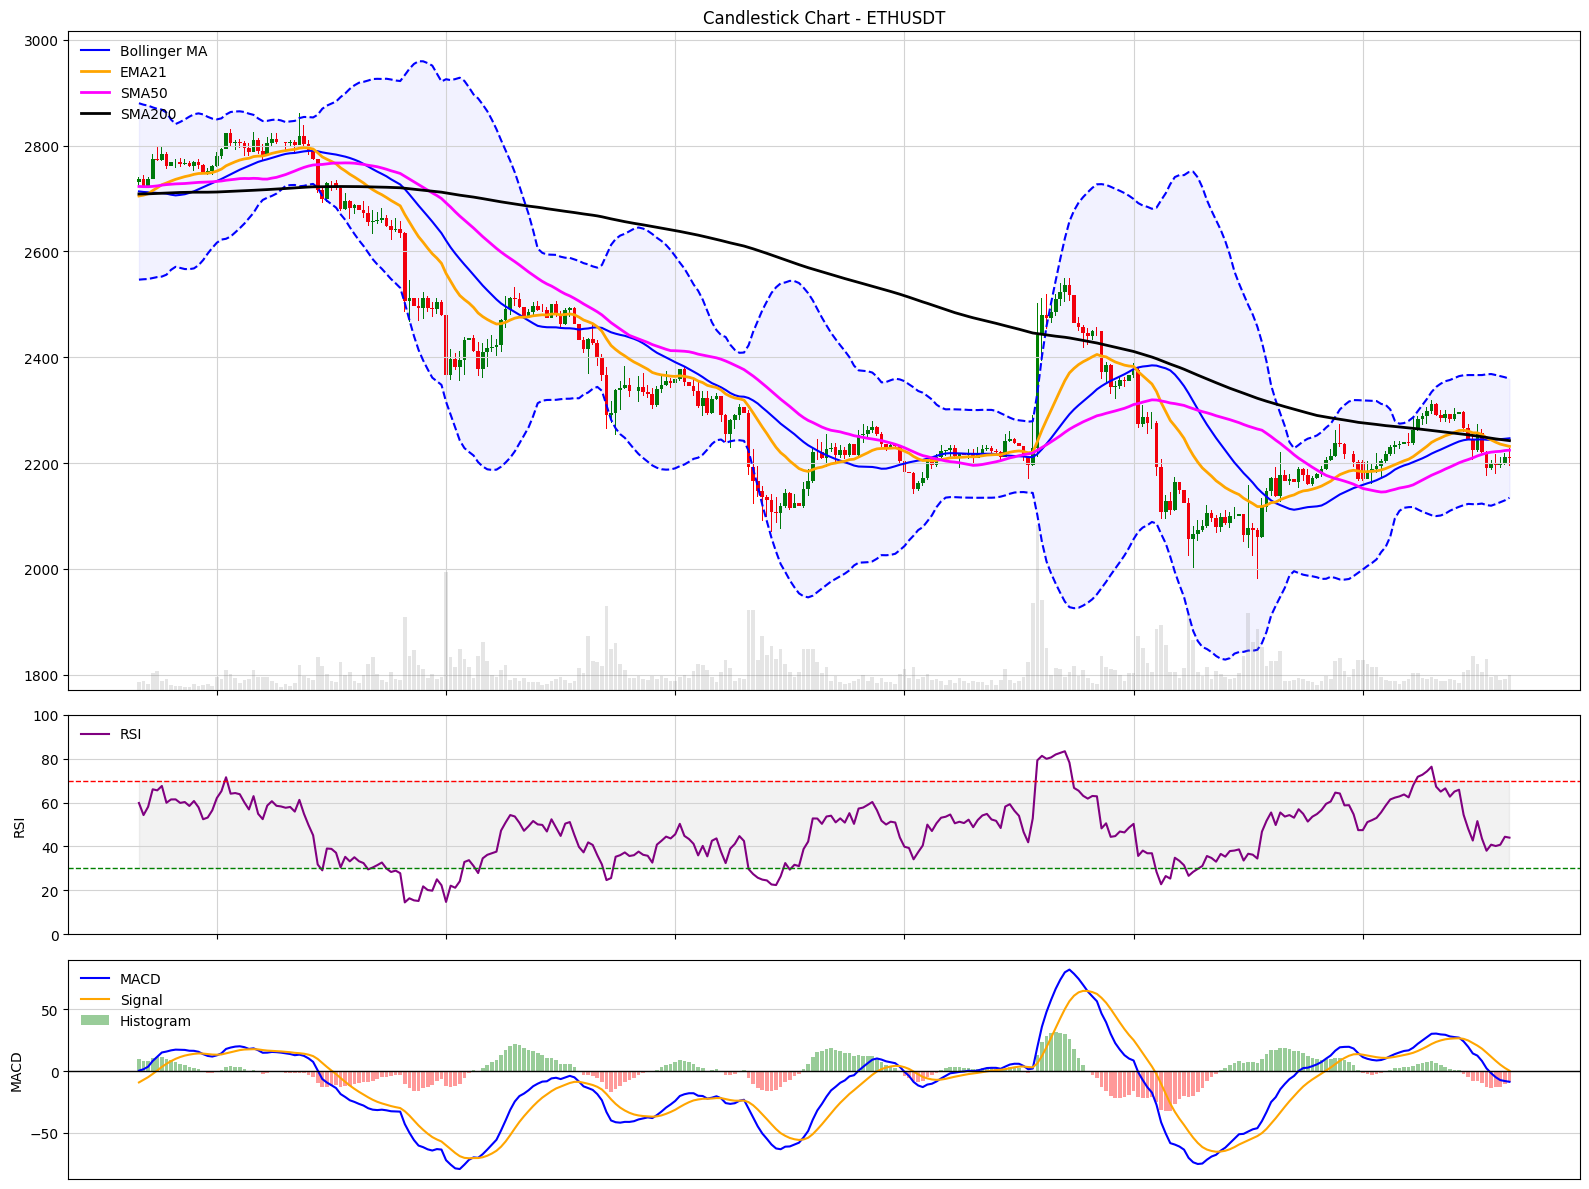 Candlestick Chart - ETHUSDT
3000
2800
2600
2400
2200
2000
1800
Bollinger MA
EMA21
SMA50
SMA200
100
80
60
40
20
0
RSI
RSI
50
0
−50
MACD
MACD
Signal
Histogram